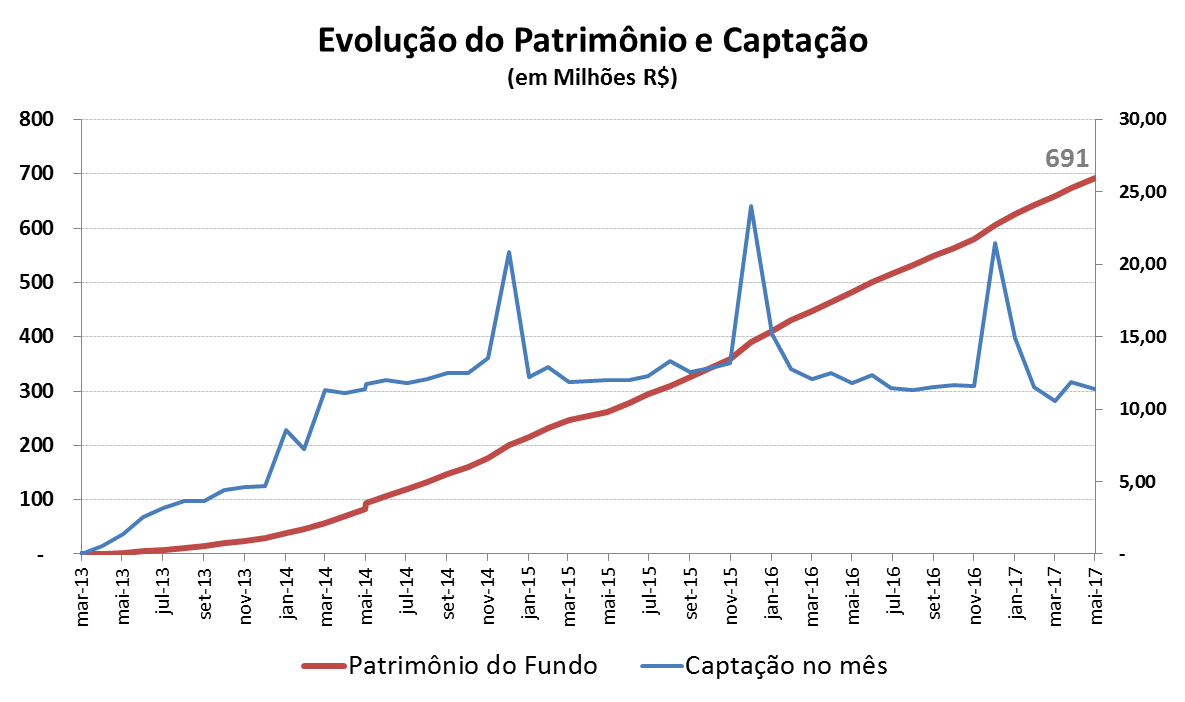 Evolução do Patrimônio e Captação
(em Milhões R$)
800
700
600
500
400
300
200
100
-
30,00
25,00
20,00
15,00
10,00
5,00
-
691
mar-13
mai-13
jul-13
set-13
nov-13
jan-14
mar-14
mai-14
jul-14
set-14
nov-14
jan-15
mar-15
mai-15
jul-15
set-15
nov-15
jan-16
mar-16
mai-16
jul-16
set-16
nov-16
jan-17
mar-17
mai-17
Patrimônio do Fundo
Captação no mês